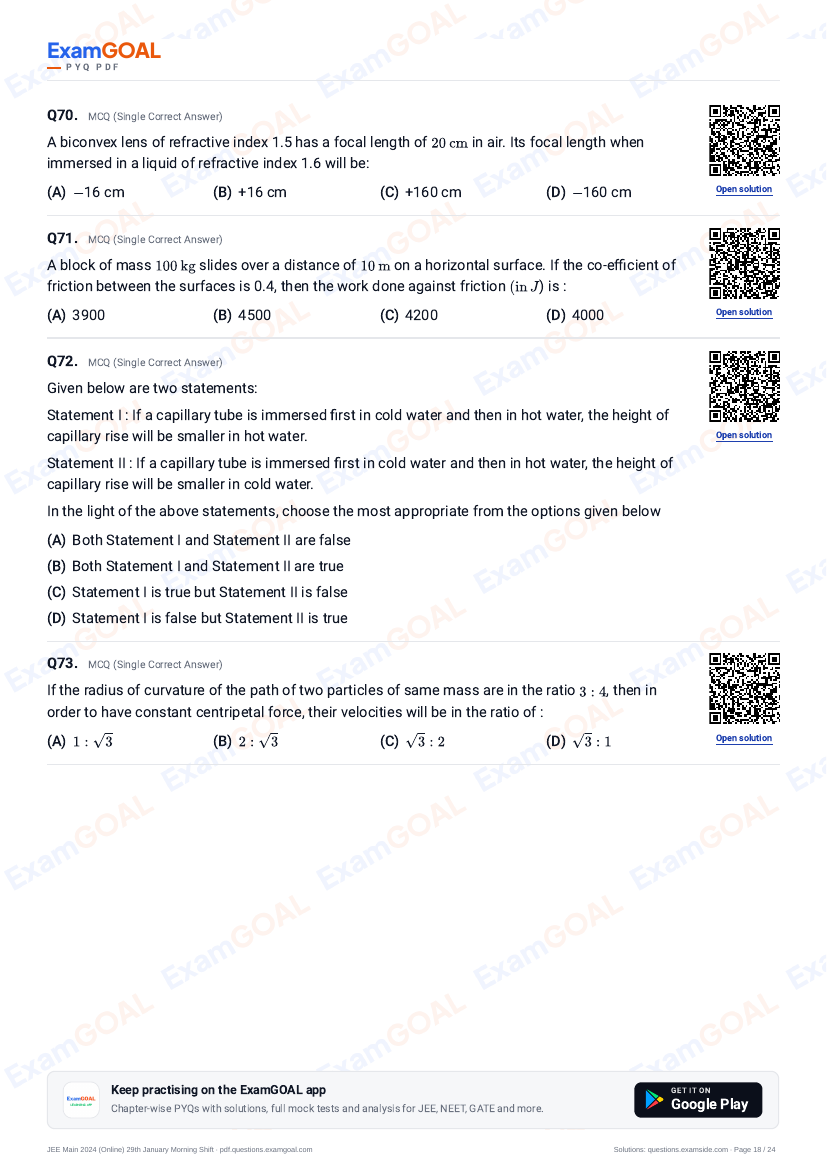 ExamGOAL
PYQ PDF
Q70. MCQ (Single Correct Answer)
A biconvex lens of refractive index 1.5 has a focal length of 20 cm in air. Its focal length when
immersed in a liquid of refractive index 1.6 will be:
(A) −16 cm (B) +16 cm (C) +160 cm (D) −160 cm
Open solution
Q71. MCQ (Single Correct Answer)
A block of mass 100 kg slides over a distance of 10 m on a horizontal surface. If the co-efficient of
friction between the surfaces is 0.4, then the work done against friction (in J) is :
(A) 3900 (B) 4500 (C) 4200 (D) 4000
Open solution
Q72. MCQ (Single Correct Answer)
Given below are two statements:
Statement I : If a capillary tube is immersed first in cold water and then in hot water, the height of
capillary rise will be smaller in hot water.
Statement II : If a capillary tube is immersed first in cold water and then in hot water, the height of
capillary rise will be smaller in cold water.
In the light of the above statements, choose the most appropriate from the options given below
(A) Both Statement I and Statement II are false
(B) Both Statement I and Statement II are true
(C) Statement I is true but Statement II is false
(D) Statement I is false but Statement II is true
Open solution
Q73. MCQ (Single Correct Answer)
If the radius of curvature of the path of two particles of same mass are in the ratio 3 : 4, then in
order to have constant centripetal force, their velocities will be in the ratio of :
(A) 1 : √3 (B) 2 : √3 (C) √3 : 2 (D) √3 : 1
Open solution
ExamGOAL
Keep practising on the ExamGOAL app
Chapter-wise PYQs with solutions, full mock tests and analysis for JEE, NEET, GATE and more.
GET IT ON
Google Play
JEE Main 2024 (Online) 29th January Morning Shift · pdf.questions.examgoal.com
Solutions: questions.examside.com · Page 18 / 24